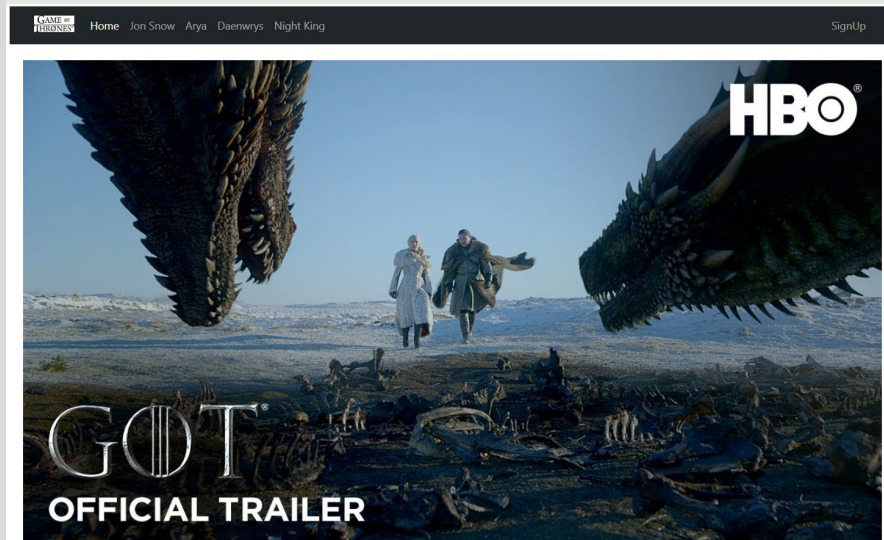 GAME OF
THRONES
Home Jon Snow Arya Daenwrys Night King SignUp
HBO®
GOT®
OFFICIAL TRAILER